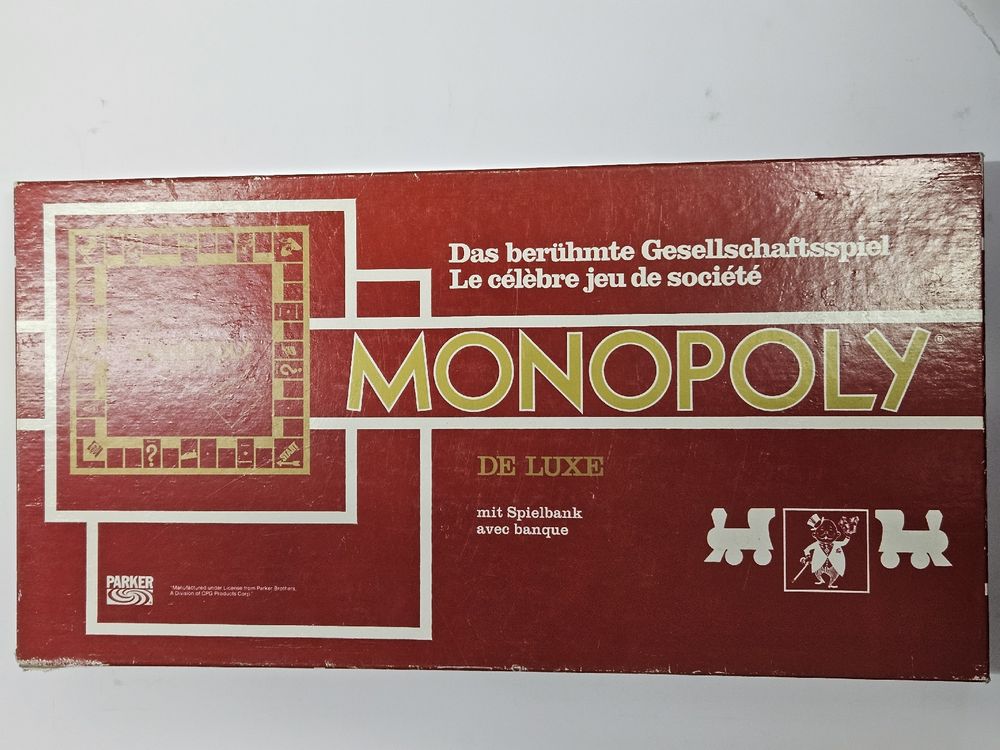 Das berühmte Gesellschaftsspiel
Le célèbre jeu de société
MONOPOLY®
DE LUXE
mit Spielbank
avec banque
START
?
?
PARKER
"Manufactured under License from Parker Brothers,
A Division of CPG Products Corp."